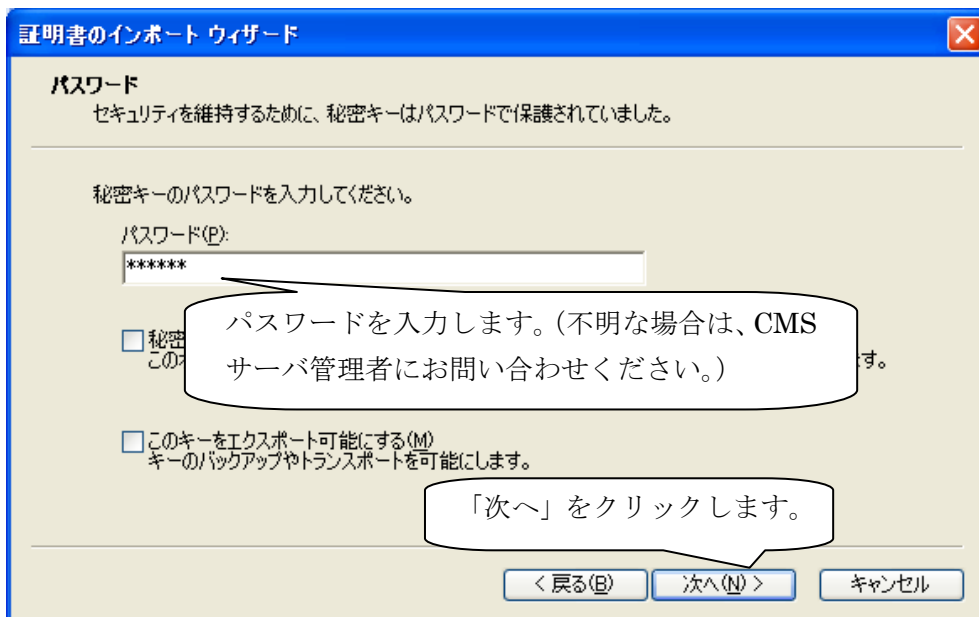 証明書のインポート ウィザード
パスワード
セキュリティを維持するために、秘密キーはパスワードで保護されていました。
秘密キーのパスワードを入力してください。
パスワード(P):
******
パスワードを入力します。（不明な場合は、CMS
サーバ管理者にお問い合わせください。）
秘密
この
す。
このキーをエクスポート可能にする(M)
キーのバックアップやトランスポートを可能にします。
「次へ」をクリックします。
< 戻る(B)
次へ(N) >
キャンセル